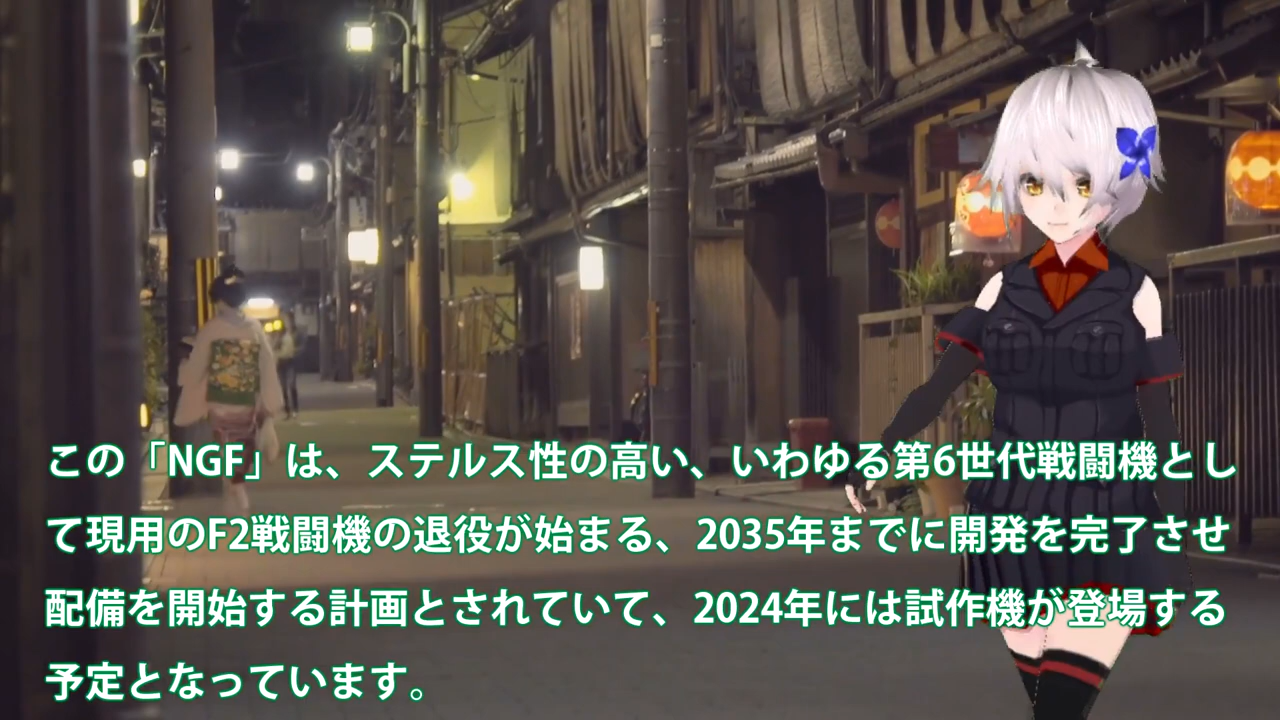 この「NGF」は、ステルス性の高い、いわゆる第6世代戦闘機とし
て現用のF2戦闘機の退役が始まる、2035年までに開発を完了させ
配備を開始する計画とされていて、2024年には試作機が登場する
予定となっています。